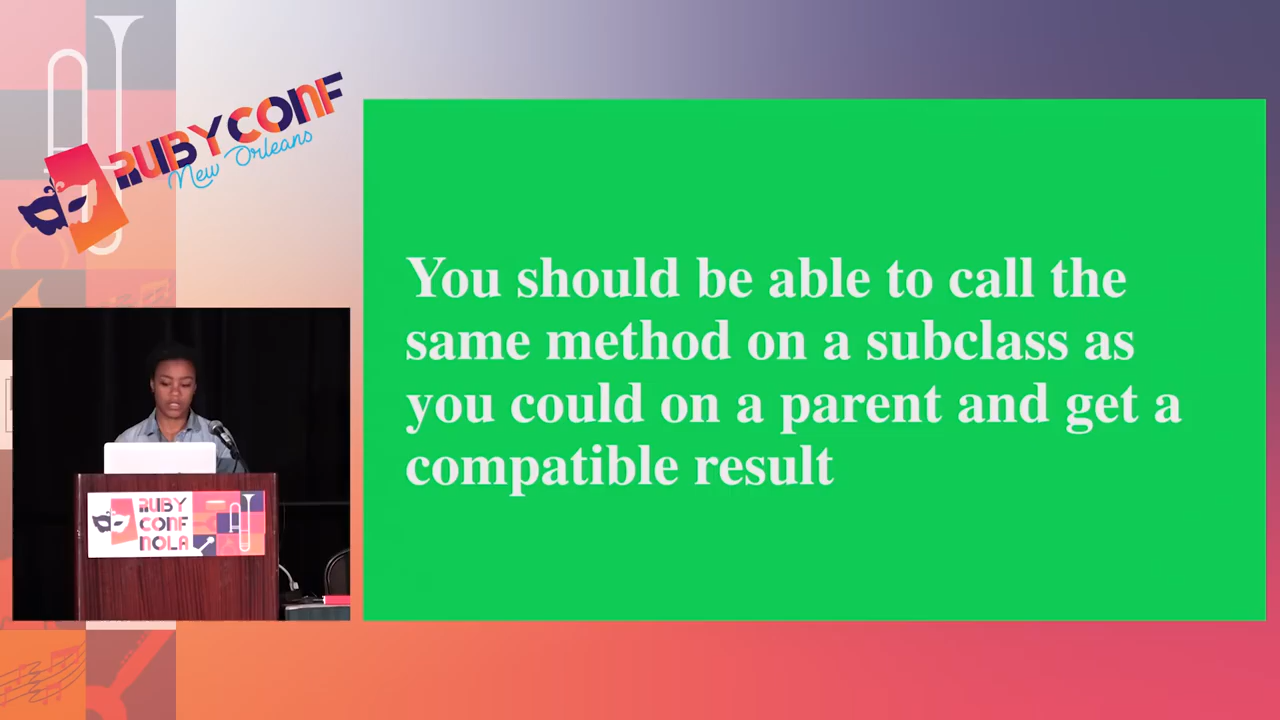 RUBYCONF
New Orleans
You should be able to call the
same method on a subclass as
you could on a parent and get a
compatible result
RUBY
CONF
NOLA